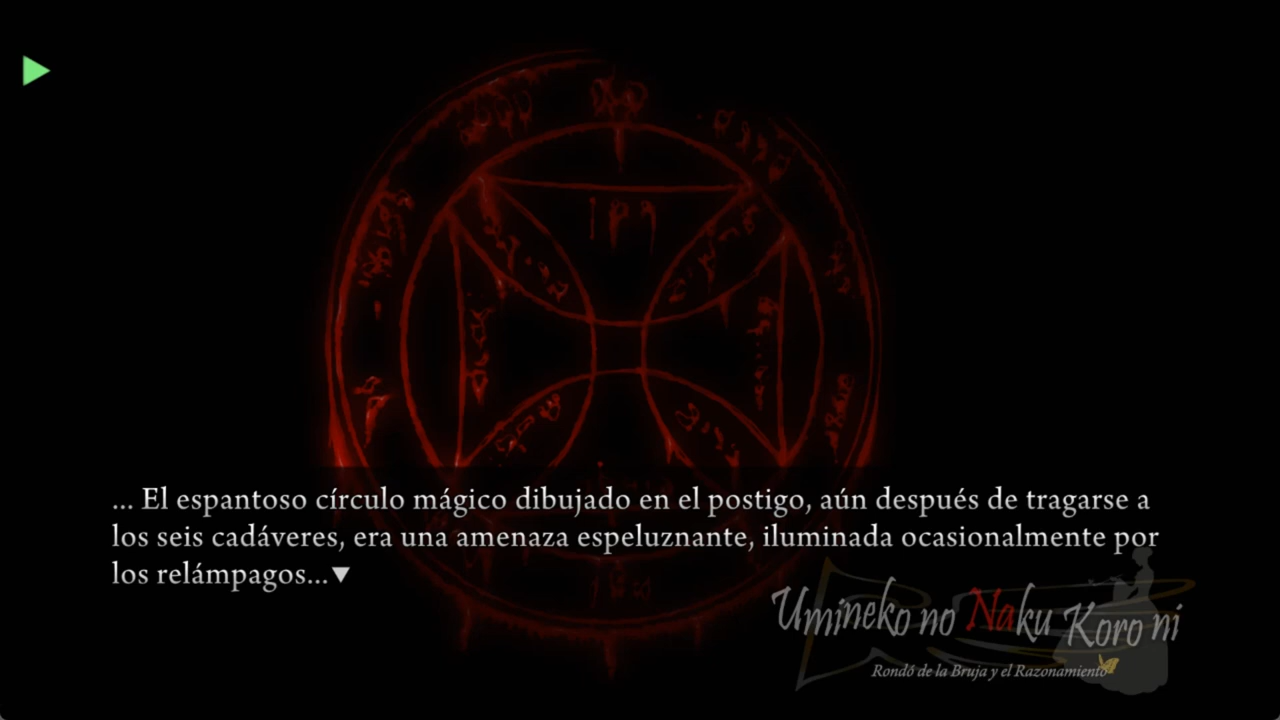 ... El espantoso círculo mágico dibujado en el postigo, aún después de tragarse a
los seis cadáveres, era una amenaza espeluznante, iluminada ocasionalmente por
los relámpagos...
Umineko no Naku Koro ni
Rondó de la Bruja y el Razonamiento